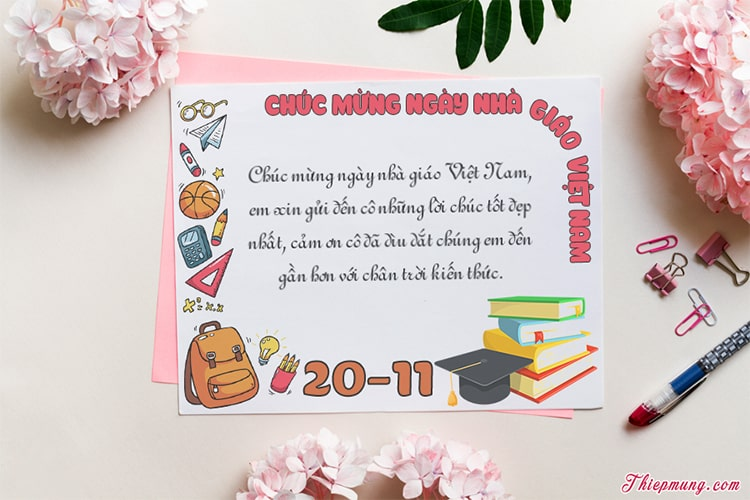 CHÚC MỪNG NGÀY NHÀ GIÁO VIỆT NAM
Chúc mừng ngày nhà giáo Việt Nam,
em xin gửi đến cô những lời chúc tốt đẹp
nhất, cảm ơn cô đã dìu dắt chúng em đến
gần hơn với chân trời kiến thức.
x² = x.x
20-11
Thiepmung.com